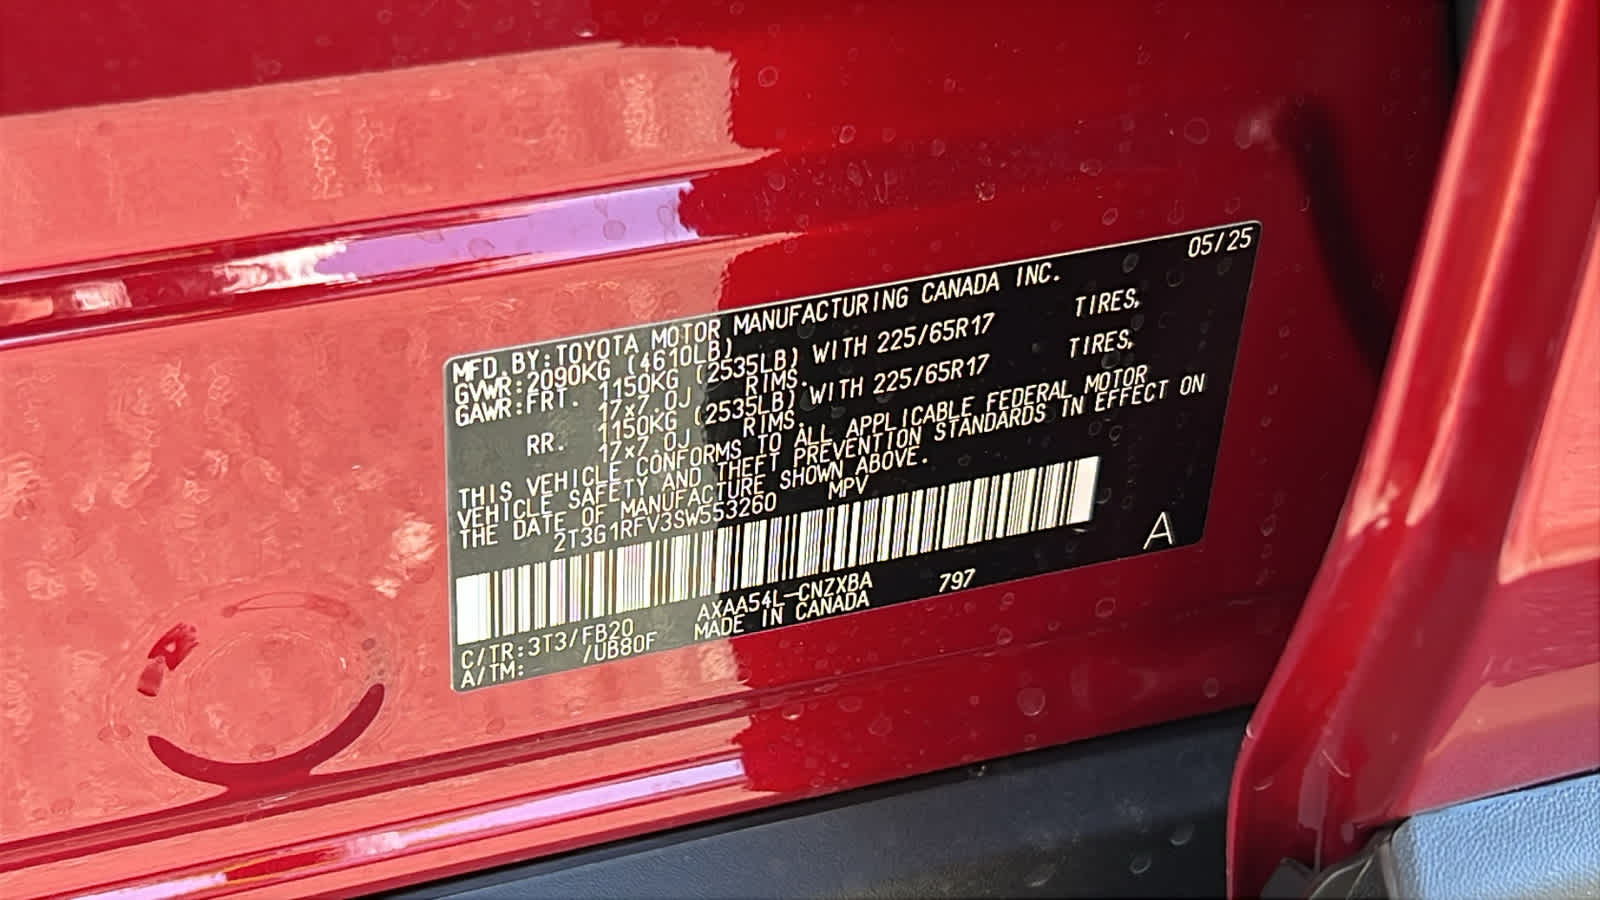 05/25
MFD.BY:TOYOTA MOTOR MANUFACTURING CANADA INC.
GVWR:2090KG (4610LB)
GAWR:FRT. 1150KG (2535LB) WITH 225/65R17 TIRES,
17x7.0J RIMS.
RR. 1150KG (2535LB) WITH 225/65R17 TIRES,
17x7.0J RIMS.
THIS VEHICLE CONFORMS TO ALL APPLICABLE FEDERAL MOTOR
VEHICLE SAFETY AND THEFT PREVENTION STANDARDS IN EFFECT ON
THE DATE OF MANUFACTURE SHOWN ABOVE.
2T3G1RFV3SW553260 MPV
A
C/TR:3T3/FB20 AXAA54L-CNZXBA 797
A/TM: /UB80F MADE IN CANADA